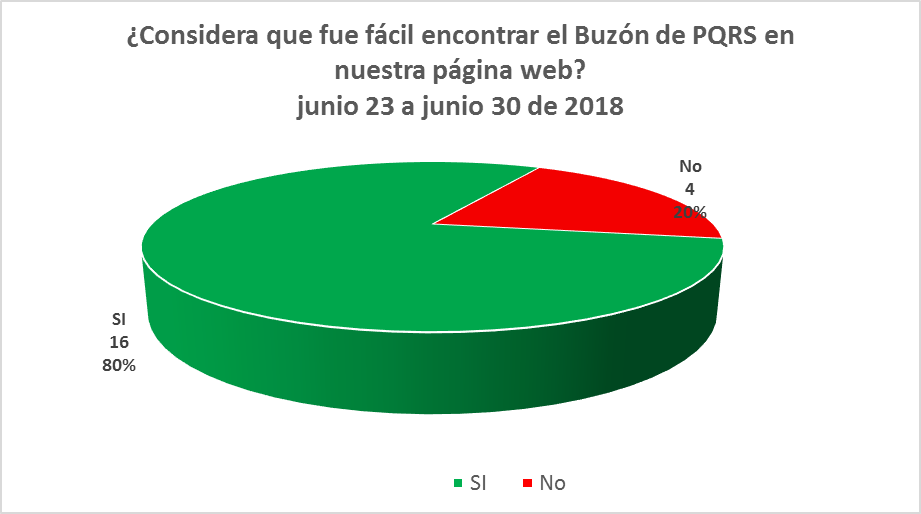 ¿Considera que fue fácil encontrar el Buzón de PQRS en
nuestra página web?
junio 23 a junio 30 de 2018
No
4
20%
SI
16
80%
SI No